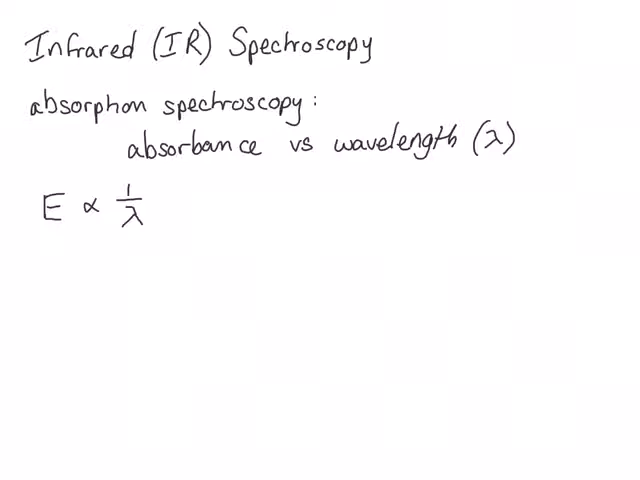 Infrared (IR) Spectroscopy
absorption spectroscopy:
absorbance vs wavelength (λ)
E ∝ 1/λ